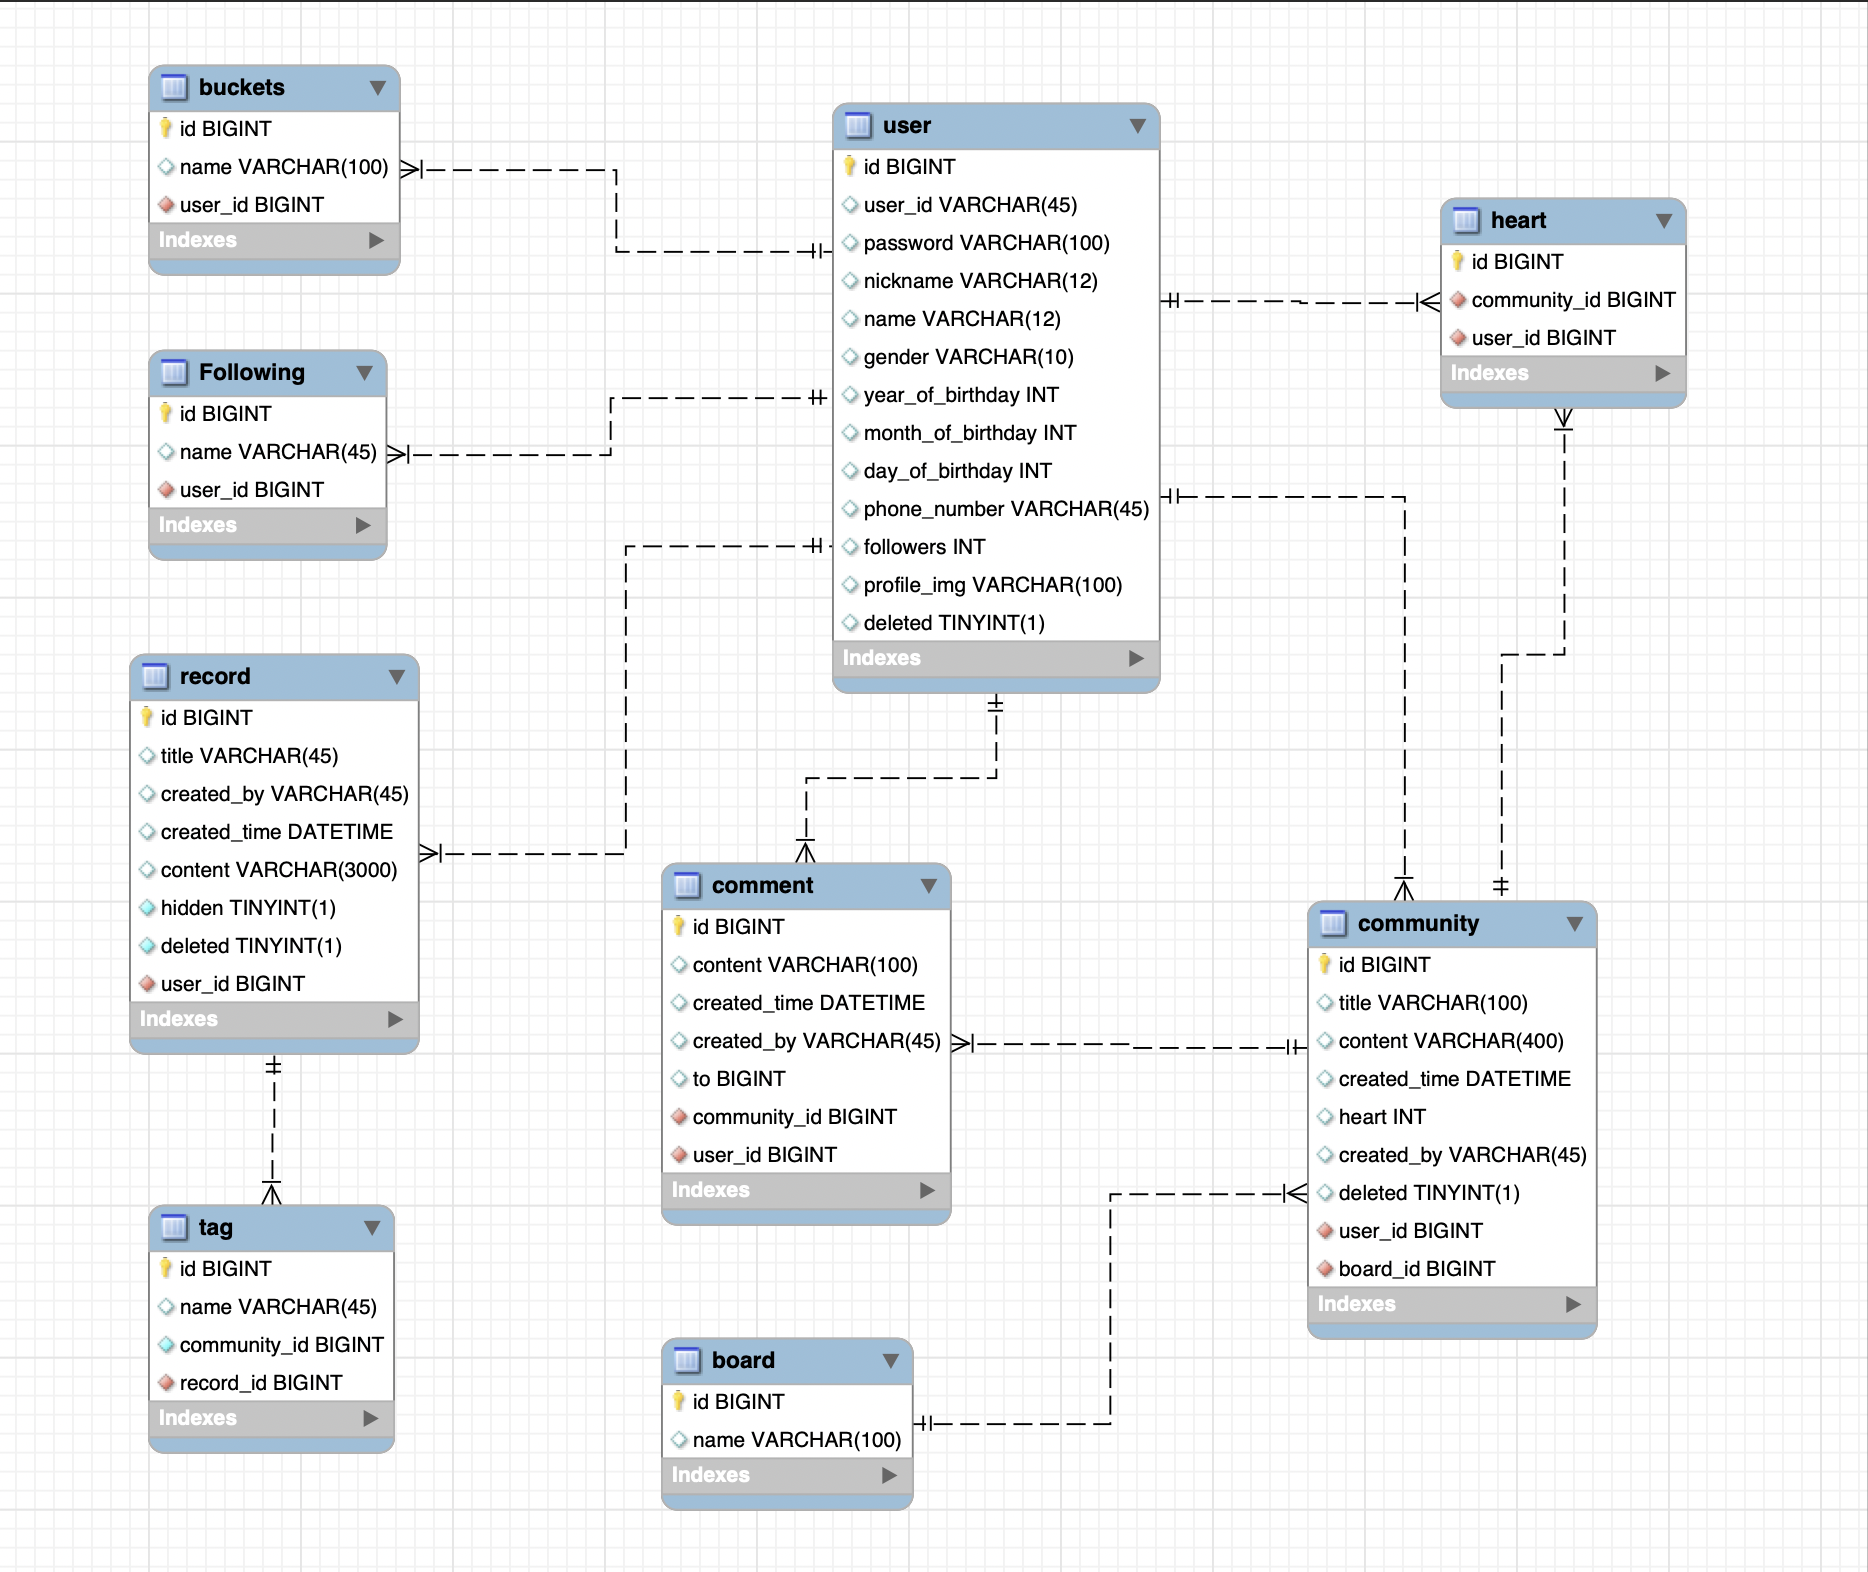 buckets
id BIGINT
name VARCHAR(100)
user_id BIGINT
Indexes
Following
id BIGINT
name VARCHAR(45)
user_id BIGINT
Indexes
record
id BIGINT
title VARCHAR(45)
created_by VARCHAR(45)
created_time DATETIME
content VARCHAR(3000)
hidden TINYINT(1)
deleted TINYINT(1)
user_id BIGINT
Indexes
tag
id BIGINT
name VARCHAR(45)
community_id BIGINT
record_id BIGINT
Indexes
user
id BIGINT
user_id VARCHAR(45)
password VARCHAR(100)
nickname VARCHAR(12)
name VARCHAR(12)
gender VARCHAR(10)
year_of_birthday INT
month_of_birthday INT
day_of_birthday INT
phone_number VARCHAR(45)
followers INT
profile_img VARCHAR(100)
deleted TINYINT(1)
Indexes
comment
id BIGINT
content VARCHAR(100)
created_time DATETIME
created_by VARCHAR(45)
to BIGINT
community_id BIGINT
user_id BIGINT
Indexes
board
id BIGINT
name VARCHAR(100)
Indexes
heart
id BIGINT
community_id BIGINT
user_id BIGINT
Indexes
community
id BIGINT
title VARCHAR(100)
content VARCHAR(400)
created_time DATETIME
heart INT
created_by VARCHAR(45)
deleted TINYINT(1)
user_id BIGINT
board_id BIGINT
Indexes